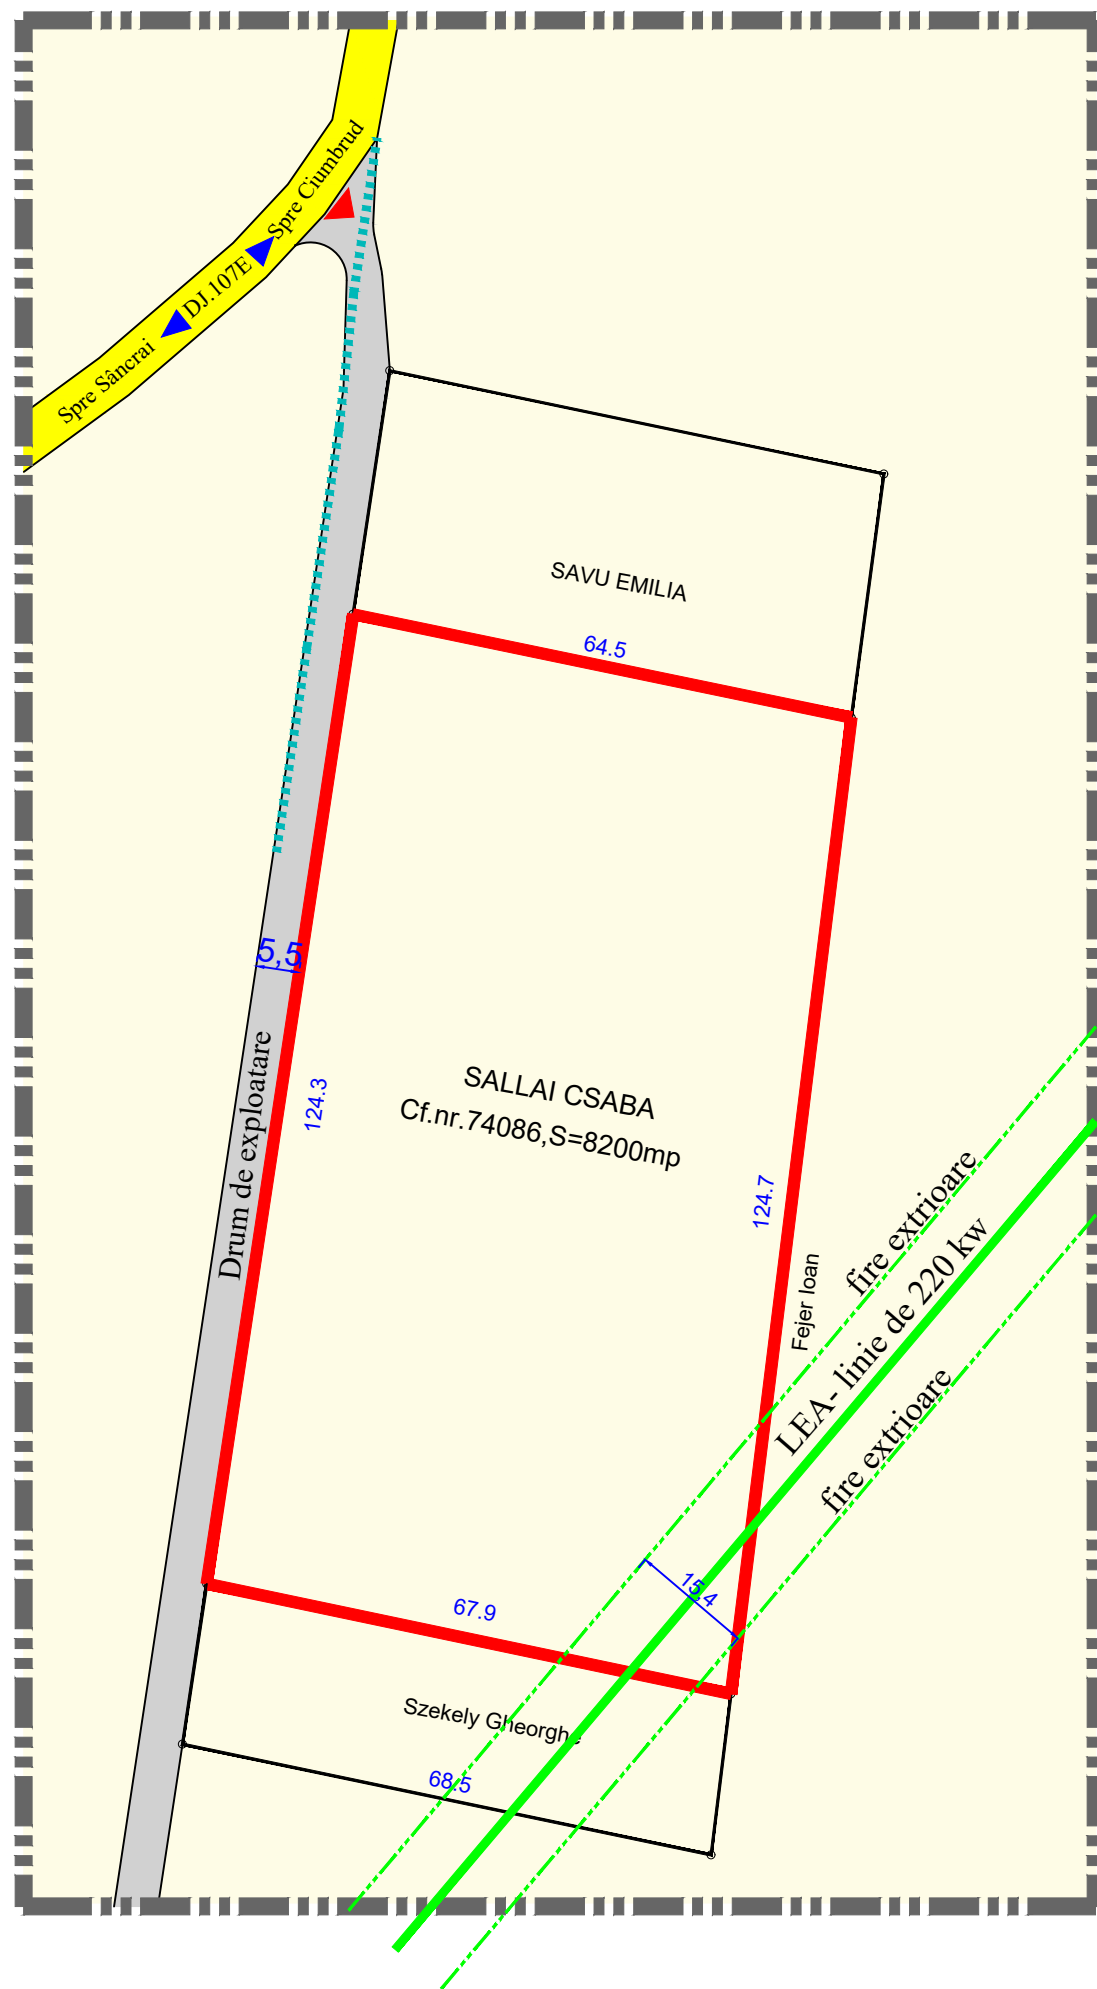 Spre Ciumbrud
DJ.107E
Spre Sâncrai
SAVU EMILIA
64.5
5,5
Drum de exploatare
124.3
SALLAI CSABA
Cf.nr.74086,S=8200mp
124.7
Fejer Ioan
fire extrioare
LEA- linie de 220 kw
fire extrioare
15,4
67.9
Szekely Gheorghe
68.5